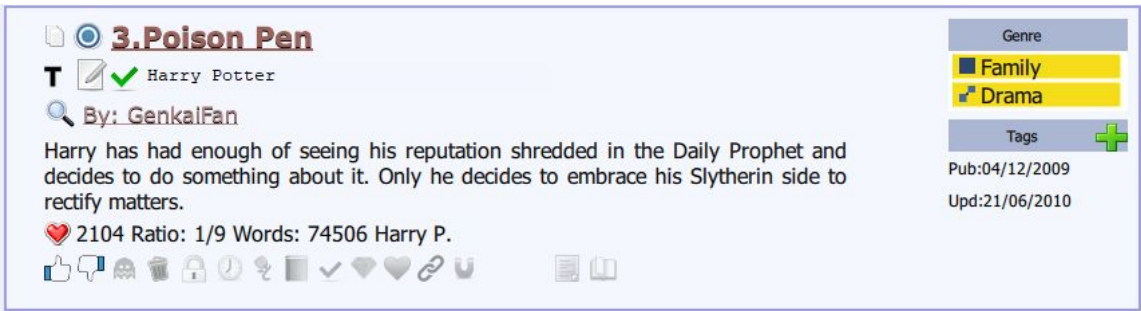 3.Poison Pen
T Harry Potter
By: GenkaiFan
Harry has had enough of seeing his reputation shredded in the Daily Prophet and
decides to do something about it. Only he decides to embrace his Slytherin side to
rectify matters.
2104 Ratio: 1/9 Words: 74506 Harry P.
Genre
Family
Drama
Tags
Pub:04/12/2009
Upd:21/06/2010